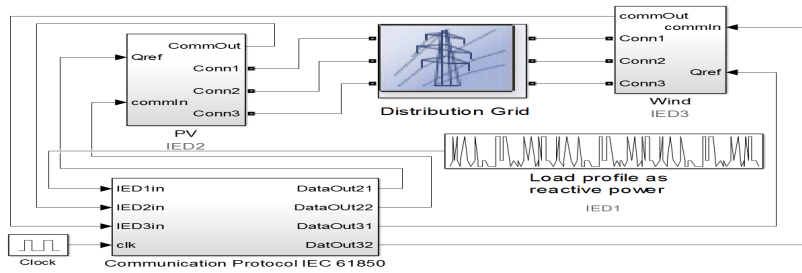 CommOut
Qref
Conn1
Conn2
commIn
Conn3
PV
IED2
Distribution Grid
commOut
commIn
Conn1
Conn2
Qref
Conn3
Wind
IED3
Load profile as
reactive power
IED1
IED1in
DataOut21
IED2in
DataOUt22
IED3in
DataOut31
clk
DatOut32
Clock
Communication Protocol IEC 61850